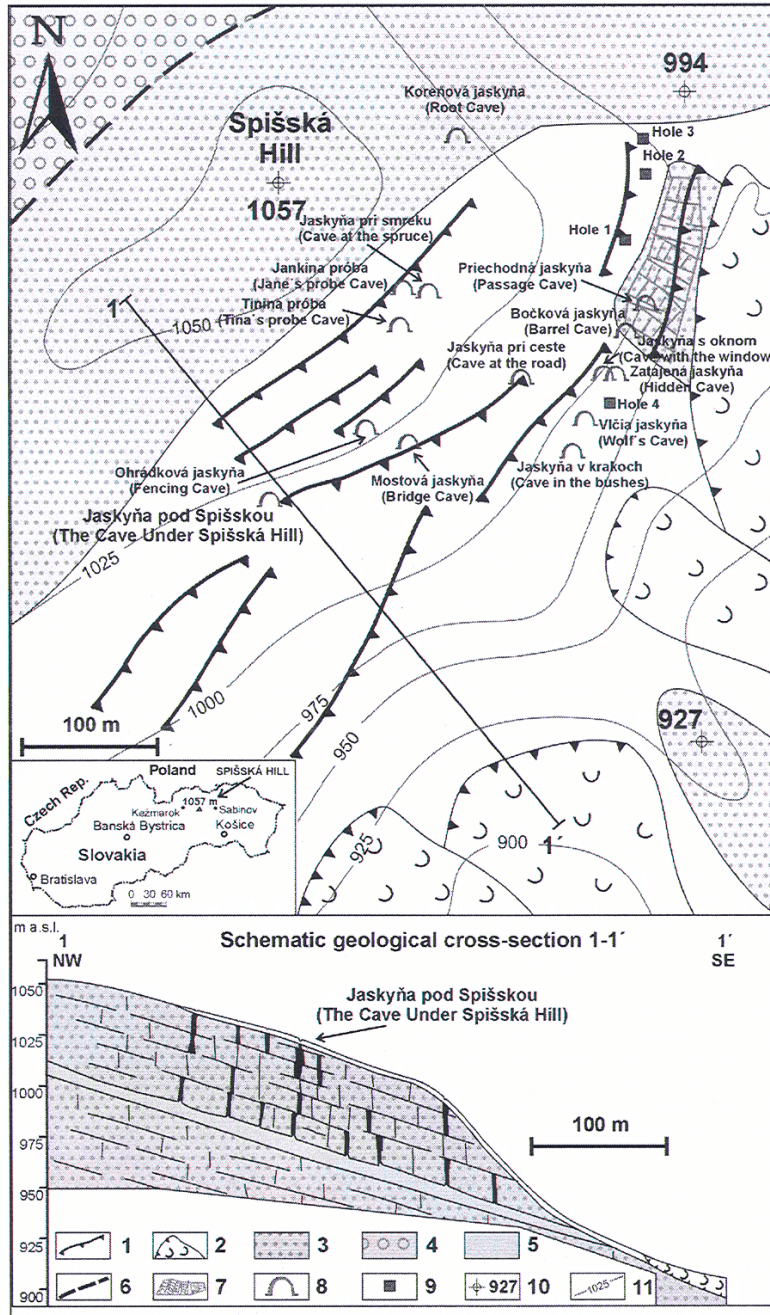 N
994
Koreňová jaskyňa
(Root Cave)
Spišská
Hill
1057
Hole 3
Hole 2
Hole 1
Jaskyňa pri smreku
(Cave at the spruce)
Jankina próba
(Jane´s probe Cave)
Tinina próba
(Tina´s probe Cave)
Priechodná jaskyňa
(Passage Cave)
Bočková jaskyňa
(Barrel Cave)
1
1050
Jaskyňa pri ceste
(Cave at the road)
Jaskyňa s oknom
(Cave with the window)
Zatajená jaskyňa
(Hidden Cave)
Hole 4
Vlčia jaskyňa
(Wolf´s Cave)
Ohrádková jaskyňa
(Fencing Cave)
Mostová jaskyňa
(Bridge Cave)
Jaskyňa v krakoch
(Cave in the bushes)
Jaskyňa pod Spišskou
(The Cave Under Spišská Hill)
1025
1000
975
950
925
900
927
1´
100 m
Czech Rep.
Poland
SPIŠSKÁ HILL
1057 m
Kežmarok
Sabinov
Banská Bystrica
Košice
Slovakia
Bratislava
0 30 60 km
m a.s.l.
1
NW
Schematic geological cross-section 1-1´
1´
SE
Jaskyňa pod Spišskou
(The Cave Under Spišská Hill)
1050
1025
1000
975
950
925
900
100 m
1 2 3 4 5
6 7 8 9 927 10 1025 11